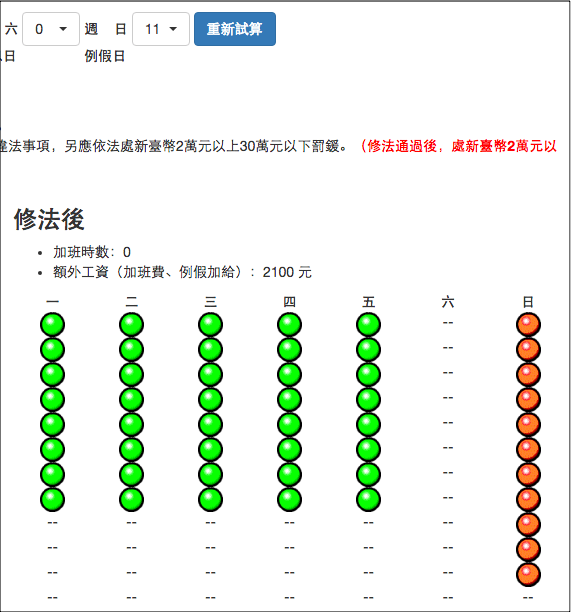 六 0 週 日 11 重新試算
日 例假日
違法事項，另應依法處新臺幣2萬元以上30萬元以下罰鍰。（修法通過後，處新臺幣2萬元以
修法後
• 加班時數：0
• 額外工資（加班費、例假加給）：2100 元
一 二 三 四 五 六 日
--
--
--
--
--
--
--
--
-- -- -- -- -- --
-- -- -- -- -- --
-- -- -- -- -- --
-- -- -- -- -- -- --